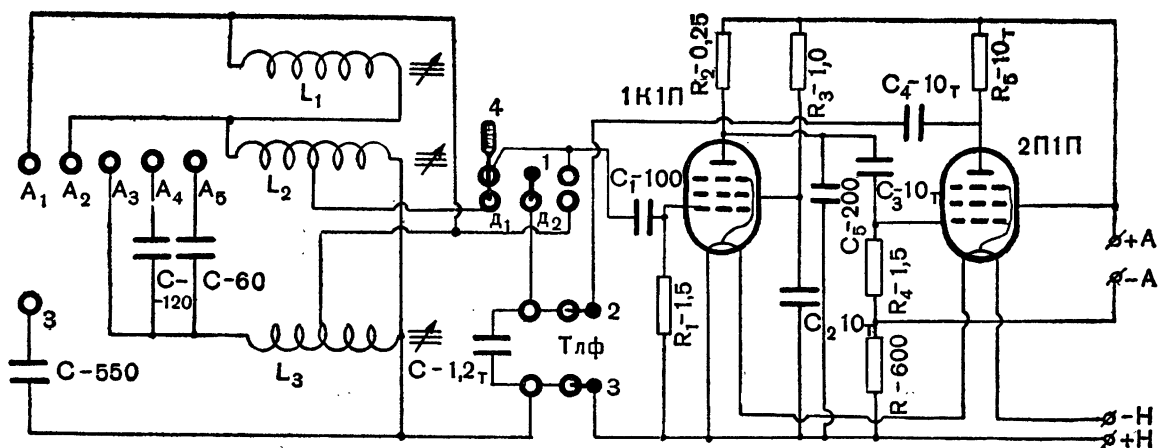 L₁
L₂
L₃
A₁
A₂
A₃
A₄
A₅
C-
-120
C-60
З
C-550
4
1
Д₁
Д₂
2
Тлф
C-1,2т
3
1К1П
C₁-100
R₁-1,5
R₂-0,25
R₃-1,0
C₂ 10т
C₅-200
C₃-10т
C₄-10т
R₄-1,5
R-600
R₅-10т
2П1П
+А
-А
-Н
+Н